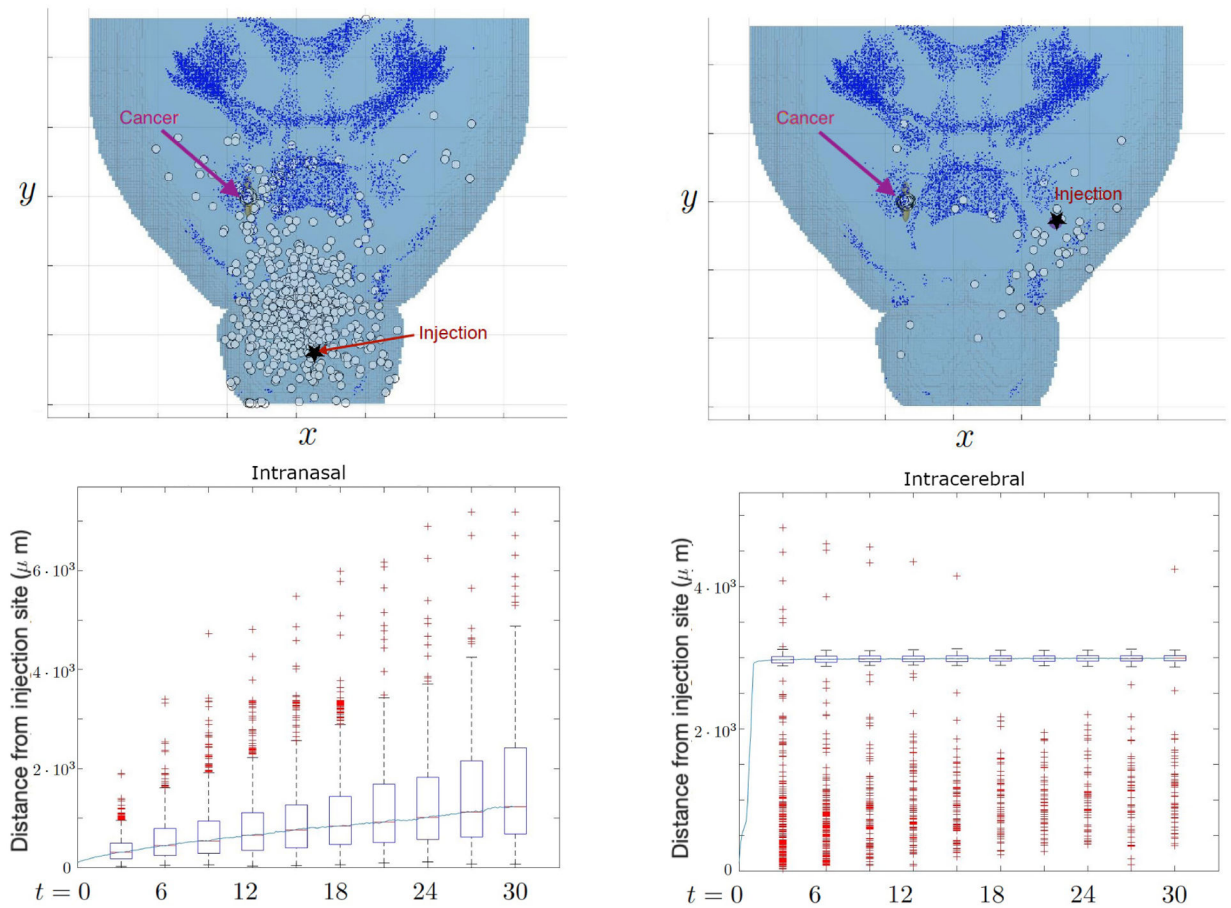 Cancer
y
Injection
x
Cancer
y
Injection
x
Intranasal
Distance from injection site (μ m)
6 · 10³
4 · 10³
2 · 10³
0
t = 0 6 12 18 24 30
Intracerebral
Distance from injection site (μ m)
4 · 10³
2 · 10³
0
t = 0 6 12 18 24 30